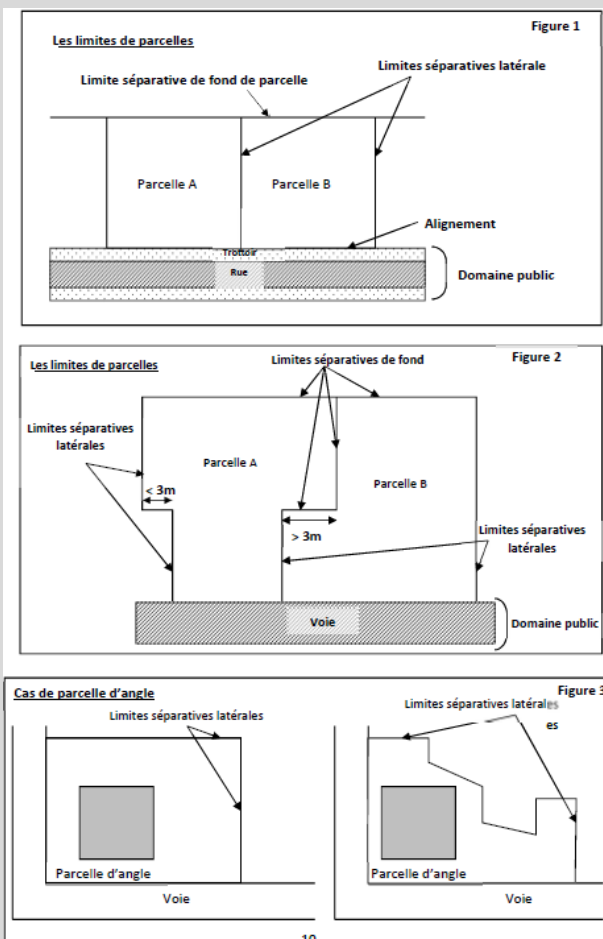 Figure 1
Les limites de parcelles
Limites séparatives latérale
Limite séparative de fond de parcelle
Parcelle A
Parcelle B
Alignement
Trottoir
Rue
Domaine public
Les limites de parcelles
Limites séparatives de fond
Figure 2
Limites séparatives
latérales
Parcelle A
Parcelle B
< 3m
> 3m
Limites séparatives
latérales
Voie
Domaine public
Cas de parcelle d'angle
Figure 3
Limites séparatives latérales
Limites séparatives latérales
es
Parcelle d'angle
Parcelle d'angle
Voie
Voie
10